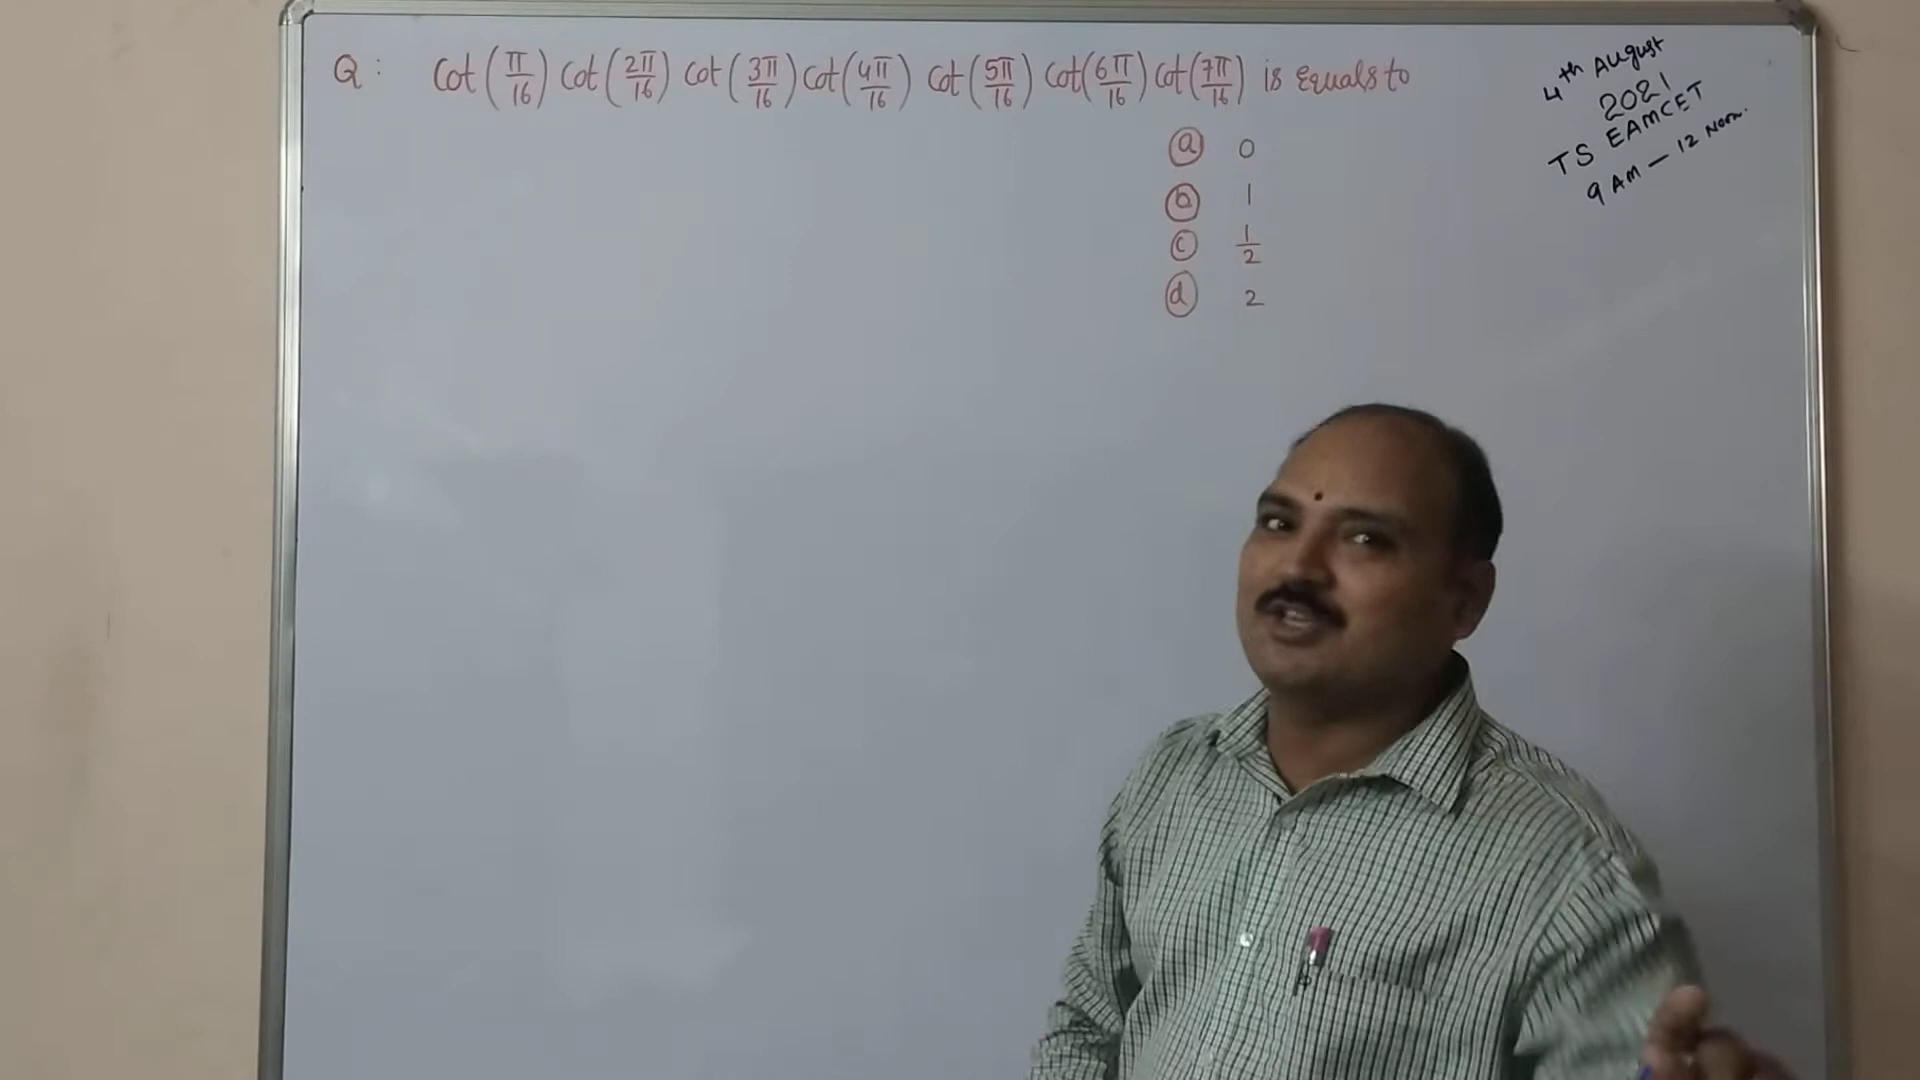 Q : Cot(π/16) Cot(2π/16) Cot(3π/16) Cot(4π/16) Cot(5π/16) Cot(6π/16) Cot(7π/16) is Equals to
a 0
b 1
c 1/2
d 2
4th August
2021
TS EAMCET
9 AM — 12 Noon.